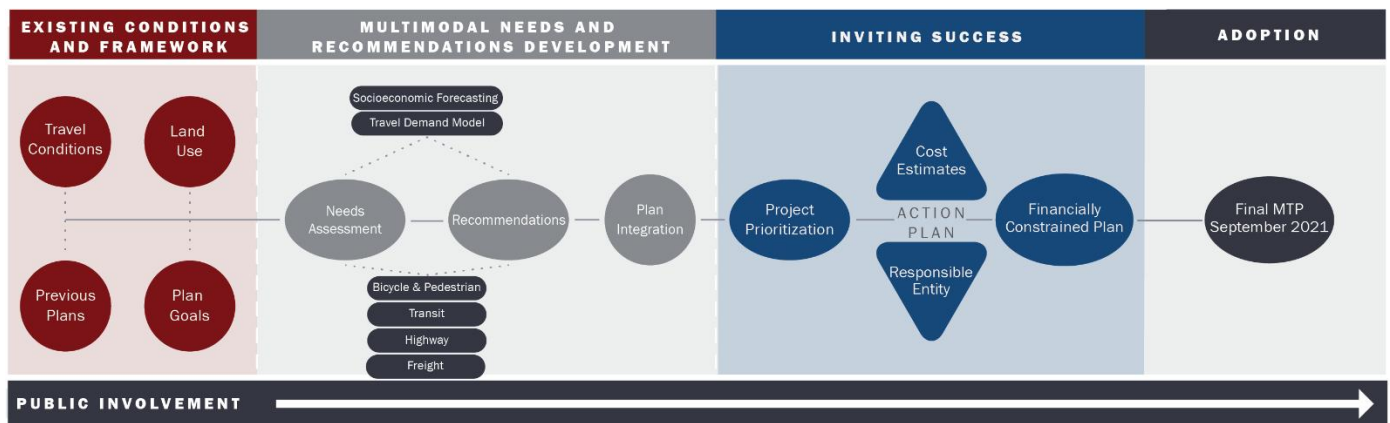 EXISTING CONDITIONS
AND FRAMEWORK
MULTIMODAL NEEDS AND
RECOMMENDATIONS DEVELOPMENT
INVITING SUCCESS
ADOPTION
Travel
Conditions
Land
Use
Previous
Plans
Plan
Goals
Socioeconomic Forecasting
Travel Demand Model
Needs
Assessment
Recommendations
Plan
Integration
Bicycle & Pedestrian
Transit
Highway
Freight
Project
Prioritization
Cost
Estimates
ACTION
PLAN
Responsible
Entity
Financially
Constrained Plan
Final MTP
September 2021
PUBLIC INVOLVEMENT